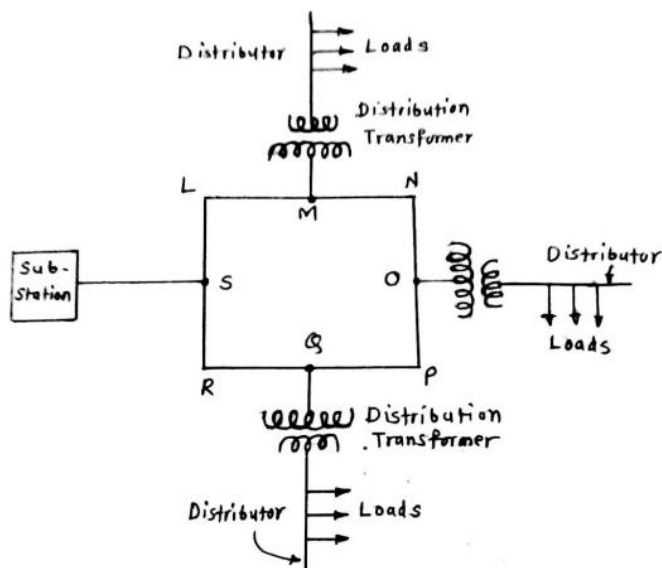 Distributor
Loads
Distribution
Transformer
L
M
N
Sub-
Station
S
O
Distributor
Loads
R
Q
P
Distribution
.Transformer
Distributor
Loads